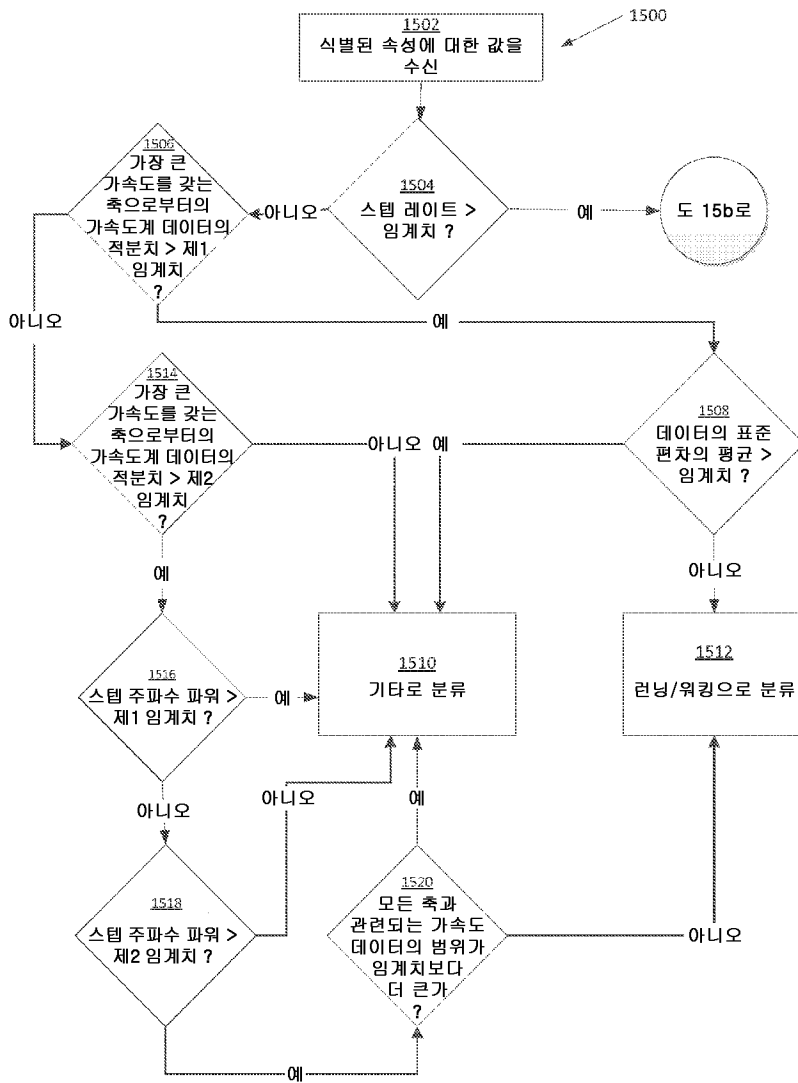 1500
1502
식별된 속성에 대한 값을
수신
1504
스텝 레이트 >
임계치 ?
예
도 15b로
아니오
1506
가장 큰
가속도를 갖는
축으로부터의
가속도계 데이터의
적분치 > 제1
임계치
?
아니오
예
1514
가장 큰
가속도를 갖는
축으로부터의
가속도계 데이터의
적분치 > 제2
임계치
?
아니오
예
1508
데이터의 표준
편차의 평균 >
임계치 ?
예
아니오
1516
스텝 주파수 파워 >
제1 임계치 ?
예
1510
기타로 분류
1512
런닝/워킹으로 분류
아니오
아니오
예
1518
스텝 주파수 파워 >
제2 임계치 ?
1520
모든 축과
관련되는 가속도
데이터의 범위가
임계치보다
더 큰가
?
아니오
예